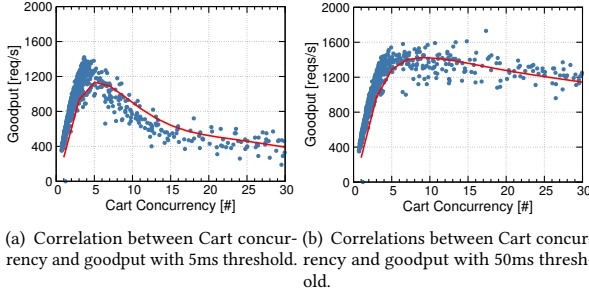 (a)
2000
1600
1200
800
400
0
Goodput [req/s]
0 5 10 15 20 25 30
Cart Concurrency [#]
(b)
2000
1600
1200
800
400
0
Goodput [reqs/s]
0 5 10 15 20 25 30
Cart Concurrency [#]
(a) Correlation between Cart concur-
rency and goodput with 5ms threshold.
(b) Correlations between Cart concur-
rency and goodput with 50ms thresh-
old.